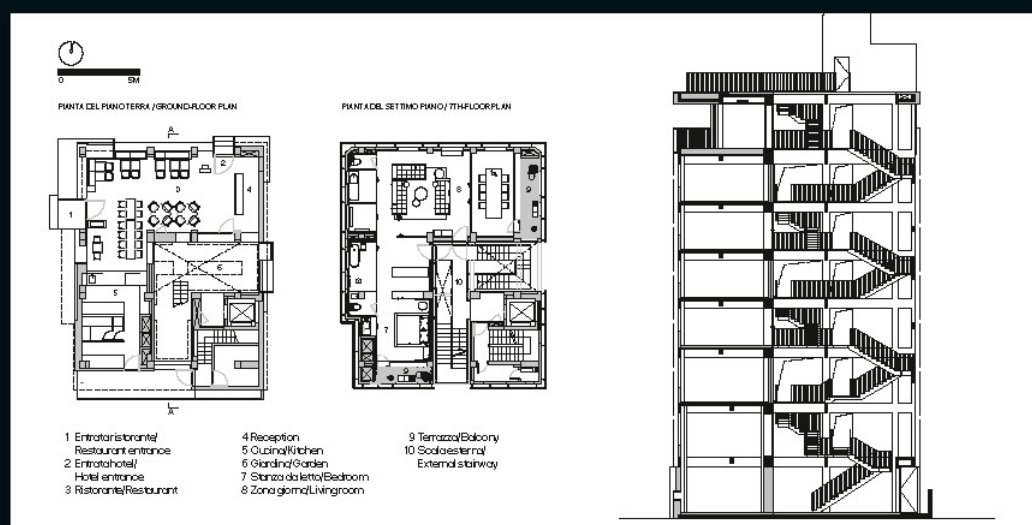 0 5M
PIANTA DEL PIANO TERRA / GROUND-FLOOR PLAN
PIANTA DEL SETTIMO PIANO / 7TH-FLOOR PLAN
A
2
3
4
1
6
5
A
8
9
8
10
7
9
1 Entrata ristorante/
Restaurant entrance
2 Entrata hotel/
Hotel entrance
3 Ristorante/Restaurant
4 Reception
5 Cucina/Kitchen
6 Giardino/Garden
7 Stanza da letto/Bedroom
8 Zona giorno/Living room
9 Terrazza/Balcony
10 Scala esterna/
External stairway